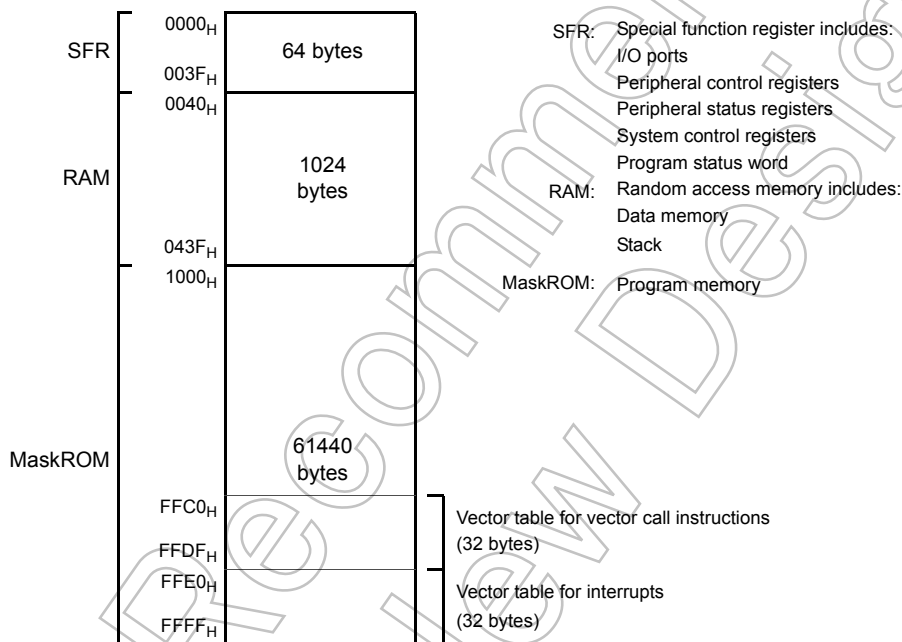 0000H
SFR
64 bytes
003FH
0040H
RAM
1024
bytes
043FH
1000H
MaskROM
61440
bytes
FFC0H
FFDFH
FFE0H
FFFFH
Vector table for vector call instructions
(32 bytes)
Vector table for interrupts
(32 bytes)
SFR: Special function register includes:
I/O ports
Peripheral control registers
Peripheral status registers
System control registers
Program status word
RAM: Random access memory includes:
Data memory
Stack
MaskROM: Program memory
Recommen
ew Desig